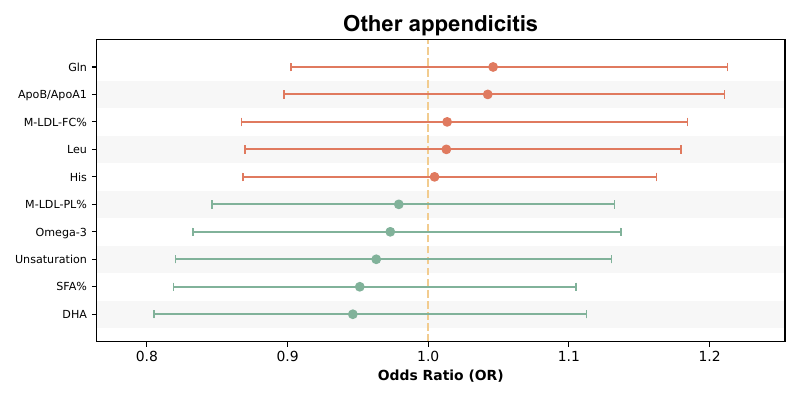 Other appendicitis
Gln
ApoB/ApoA1
M-LDL-FC%
Leu
His
M-LDL-PL%
Omega-3
Unsaturation
SFA%
DHA
0.8 0.9 1.0 1.1 1.2
Odds Ratio (OR)